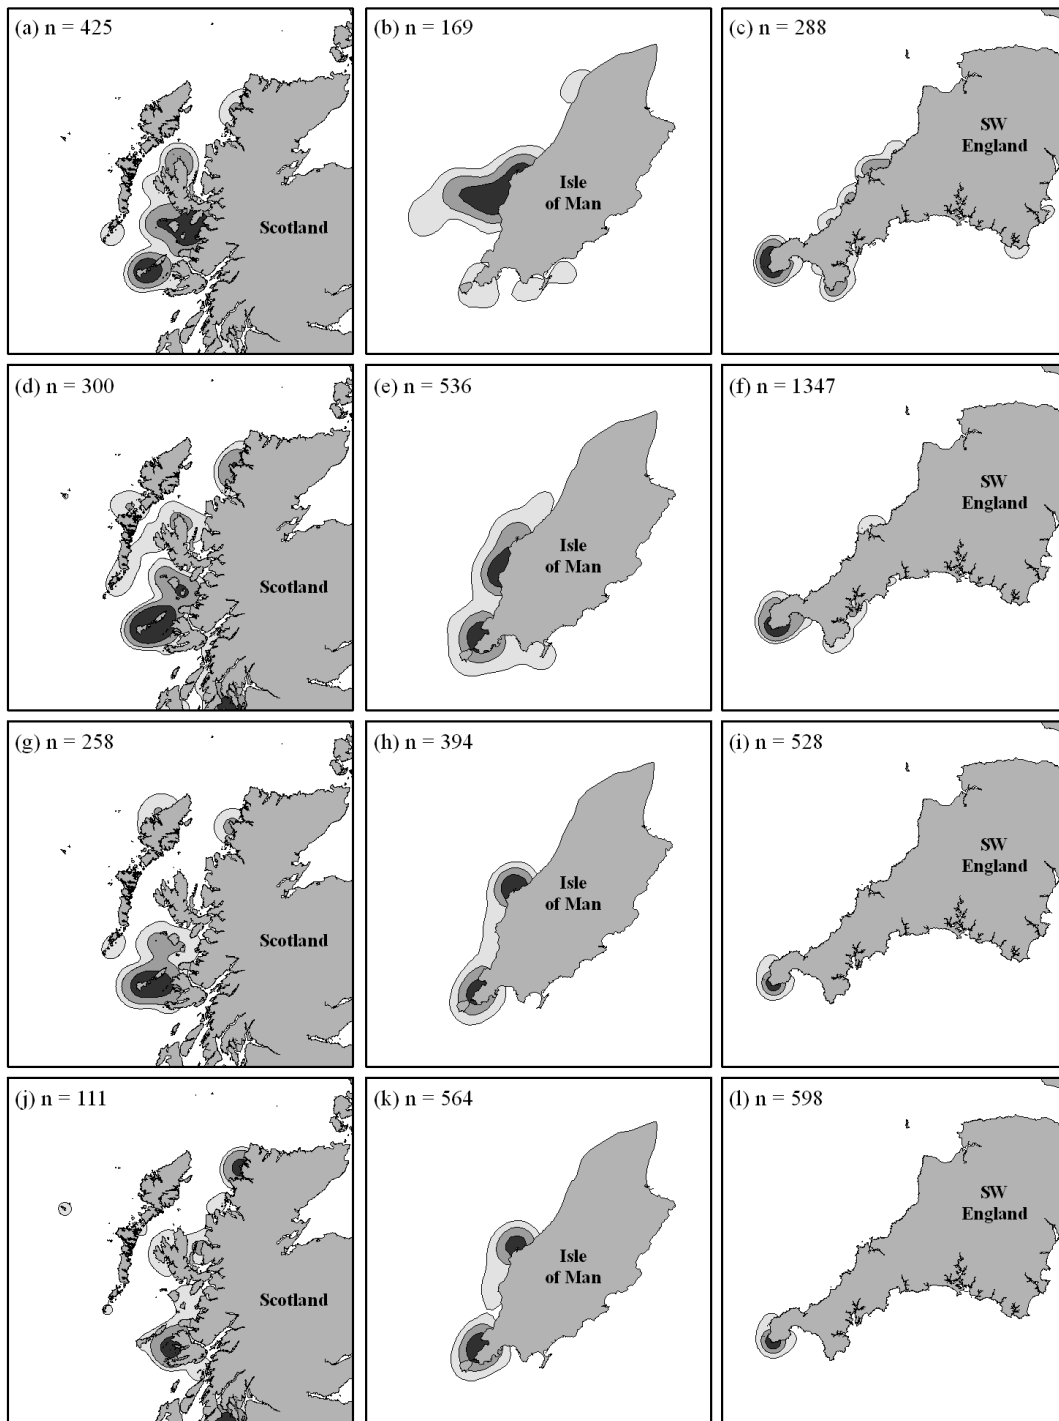 (a) n = 425
Scotland
(b) n = 169
Isle
of Man
(c) n = 288
SW
England
(d) n = 300
Scotland
(e) n = 536
Isle
of Man
(f) n = 1347
SW
England
(g) n = 258
Scotland
(h) n = 394
Isle
of Man
(i) n = 528
SW
England
(j) n = 111
Scotland
(k) n = 564
Isle
of Man
(l) n = 598
SW
England